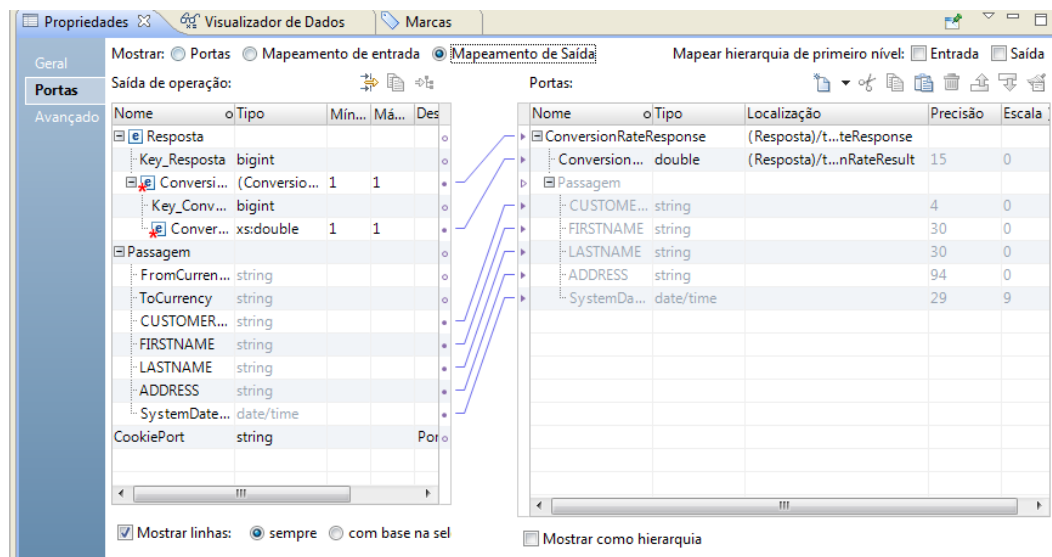 Propriedades Visualizador de Dados Marcas
Geral
Portas
Avançado
Mostrar: Portas Mapeamento de entrada Mapeamento de Saída Mapear hierarquia de primeiro nível: Entrada Saída
Saída de operação:
Nome Tipo Mín... Má... Des
Resposta
Key_Resposta bigint
Conversi... (Conversio... 1 1
Key_Conv... bigint
Conver... xs:double 1 1
Passagem
FromCurren... string
ToCurrency string
CUSTOMER... string
FIRSTNAME string
LASTNAME string
ADDRESS string
SystemDate... date/time
CookiePort string Por
Mostrar linhas: sempre com base na sel
Portas:
Nome Tipo Localização Precisão Escala
ConversionRateResponse (Resposta)/t...teResponse
Conversion... double (Resposta)/t...nRateResult 15 0
Passagem
CUSTOME... string 4 0
FIRSTNAME string 30 0
LASTNAME string 30 0
ADDRESS string 94 0
SystemDa... date/time 29 9
Mostrar como hierarquia